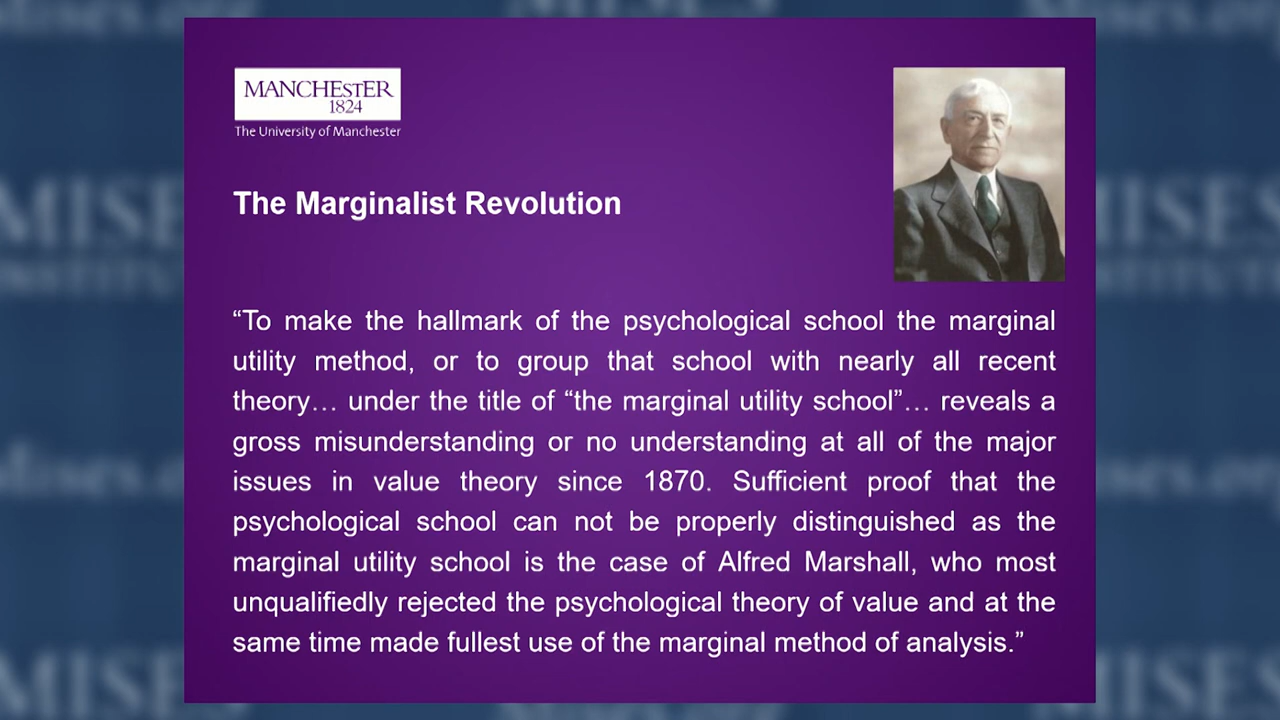 MISES
Mises.org
MANCHEStER
1824
The University of Manchester
The Marginalist Revolution
“To make the hallmark of the psychological school the marginal
utility method, or to group that school with nearly all recent
theory… under the title of “the marginal utility school”… reveals a
gross misunderstanding or no understanding at all of the major
issues in value theory since 1870. Sufficient proof that the
psychological school can not be properly distinguished as the
marginal utility school is the case of Alfred Marshall, who most
unqualifiedly rejected the psychological theory of value and at the
same time made fullest use of the marginal method of analysis.”